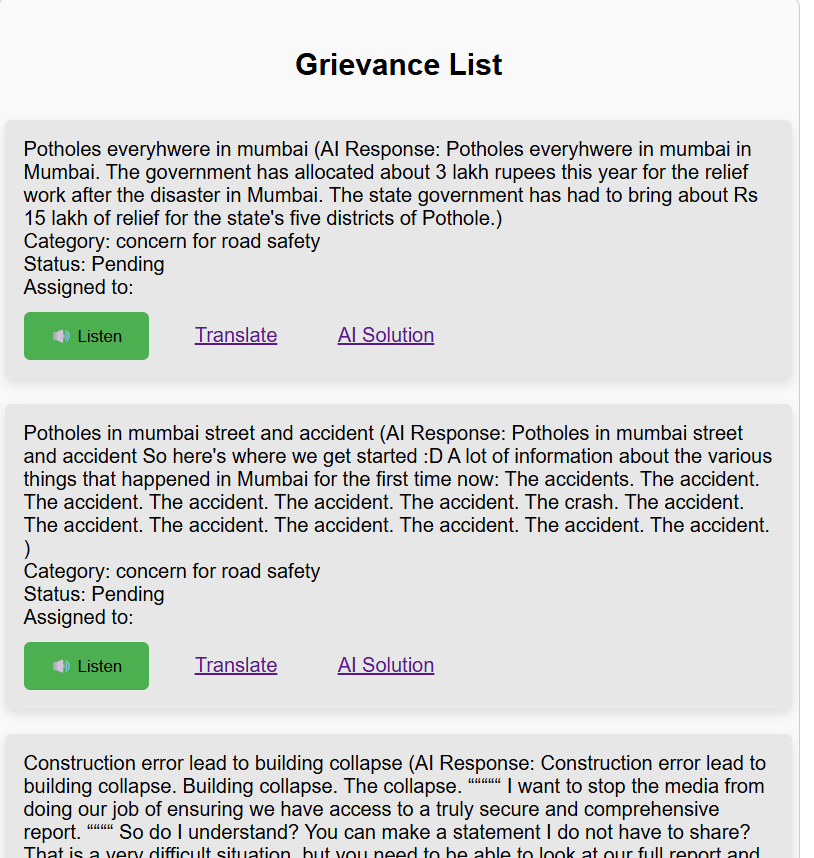 Grievance List
Potholes everyhwere in mumbai (AI Response: Potholes everyhwere in mumbai in
Mumbai. The government has allocated about 3 lakh rupees this year for the relief
work after the disaster in Mumbai. The state government has had to bring about Rs
15 lakh of relief for the state's five districts of Pothole.)
Category: concern for road safety
Status: Pending
Assigned to:
Listen Translate AI Solution
Potholes in mumbai street and accident (AI Response: Potholes in mumbai street
and accident So here's where we get started :D A lot of information about the various
things that happened in Mumbai for the first time now: The accidents. The accident.
The accident. The accident. The accident. The accident. The crash. The accident.
The accident. The accident. The accident. The accident. The accident. The accident.
)
Category: concern for road safety
Status: Pending
Assigned to:
Listen Translate AI Solution
Construction error lead to building collapse (AI Response: Construction error lead to
building collapse. Building collapse. The collapse. “““““ I want to stop the media from
doing our job of ensuring we have access to a truly secure and comprehensive
report. ““““ So do I understand? You can make a statement I do not have to share?
That is a very difficult situation, but you need to be able to look at our full report and